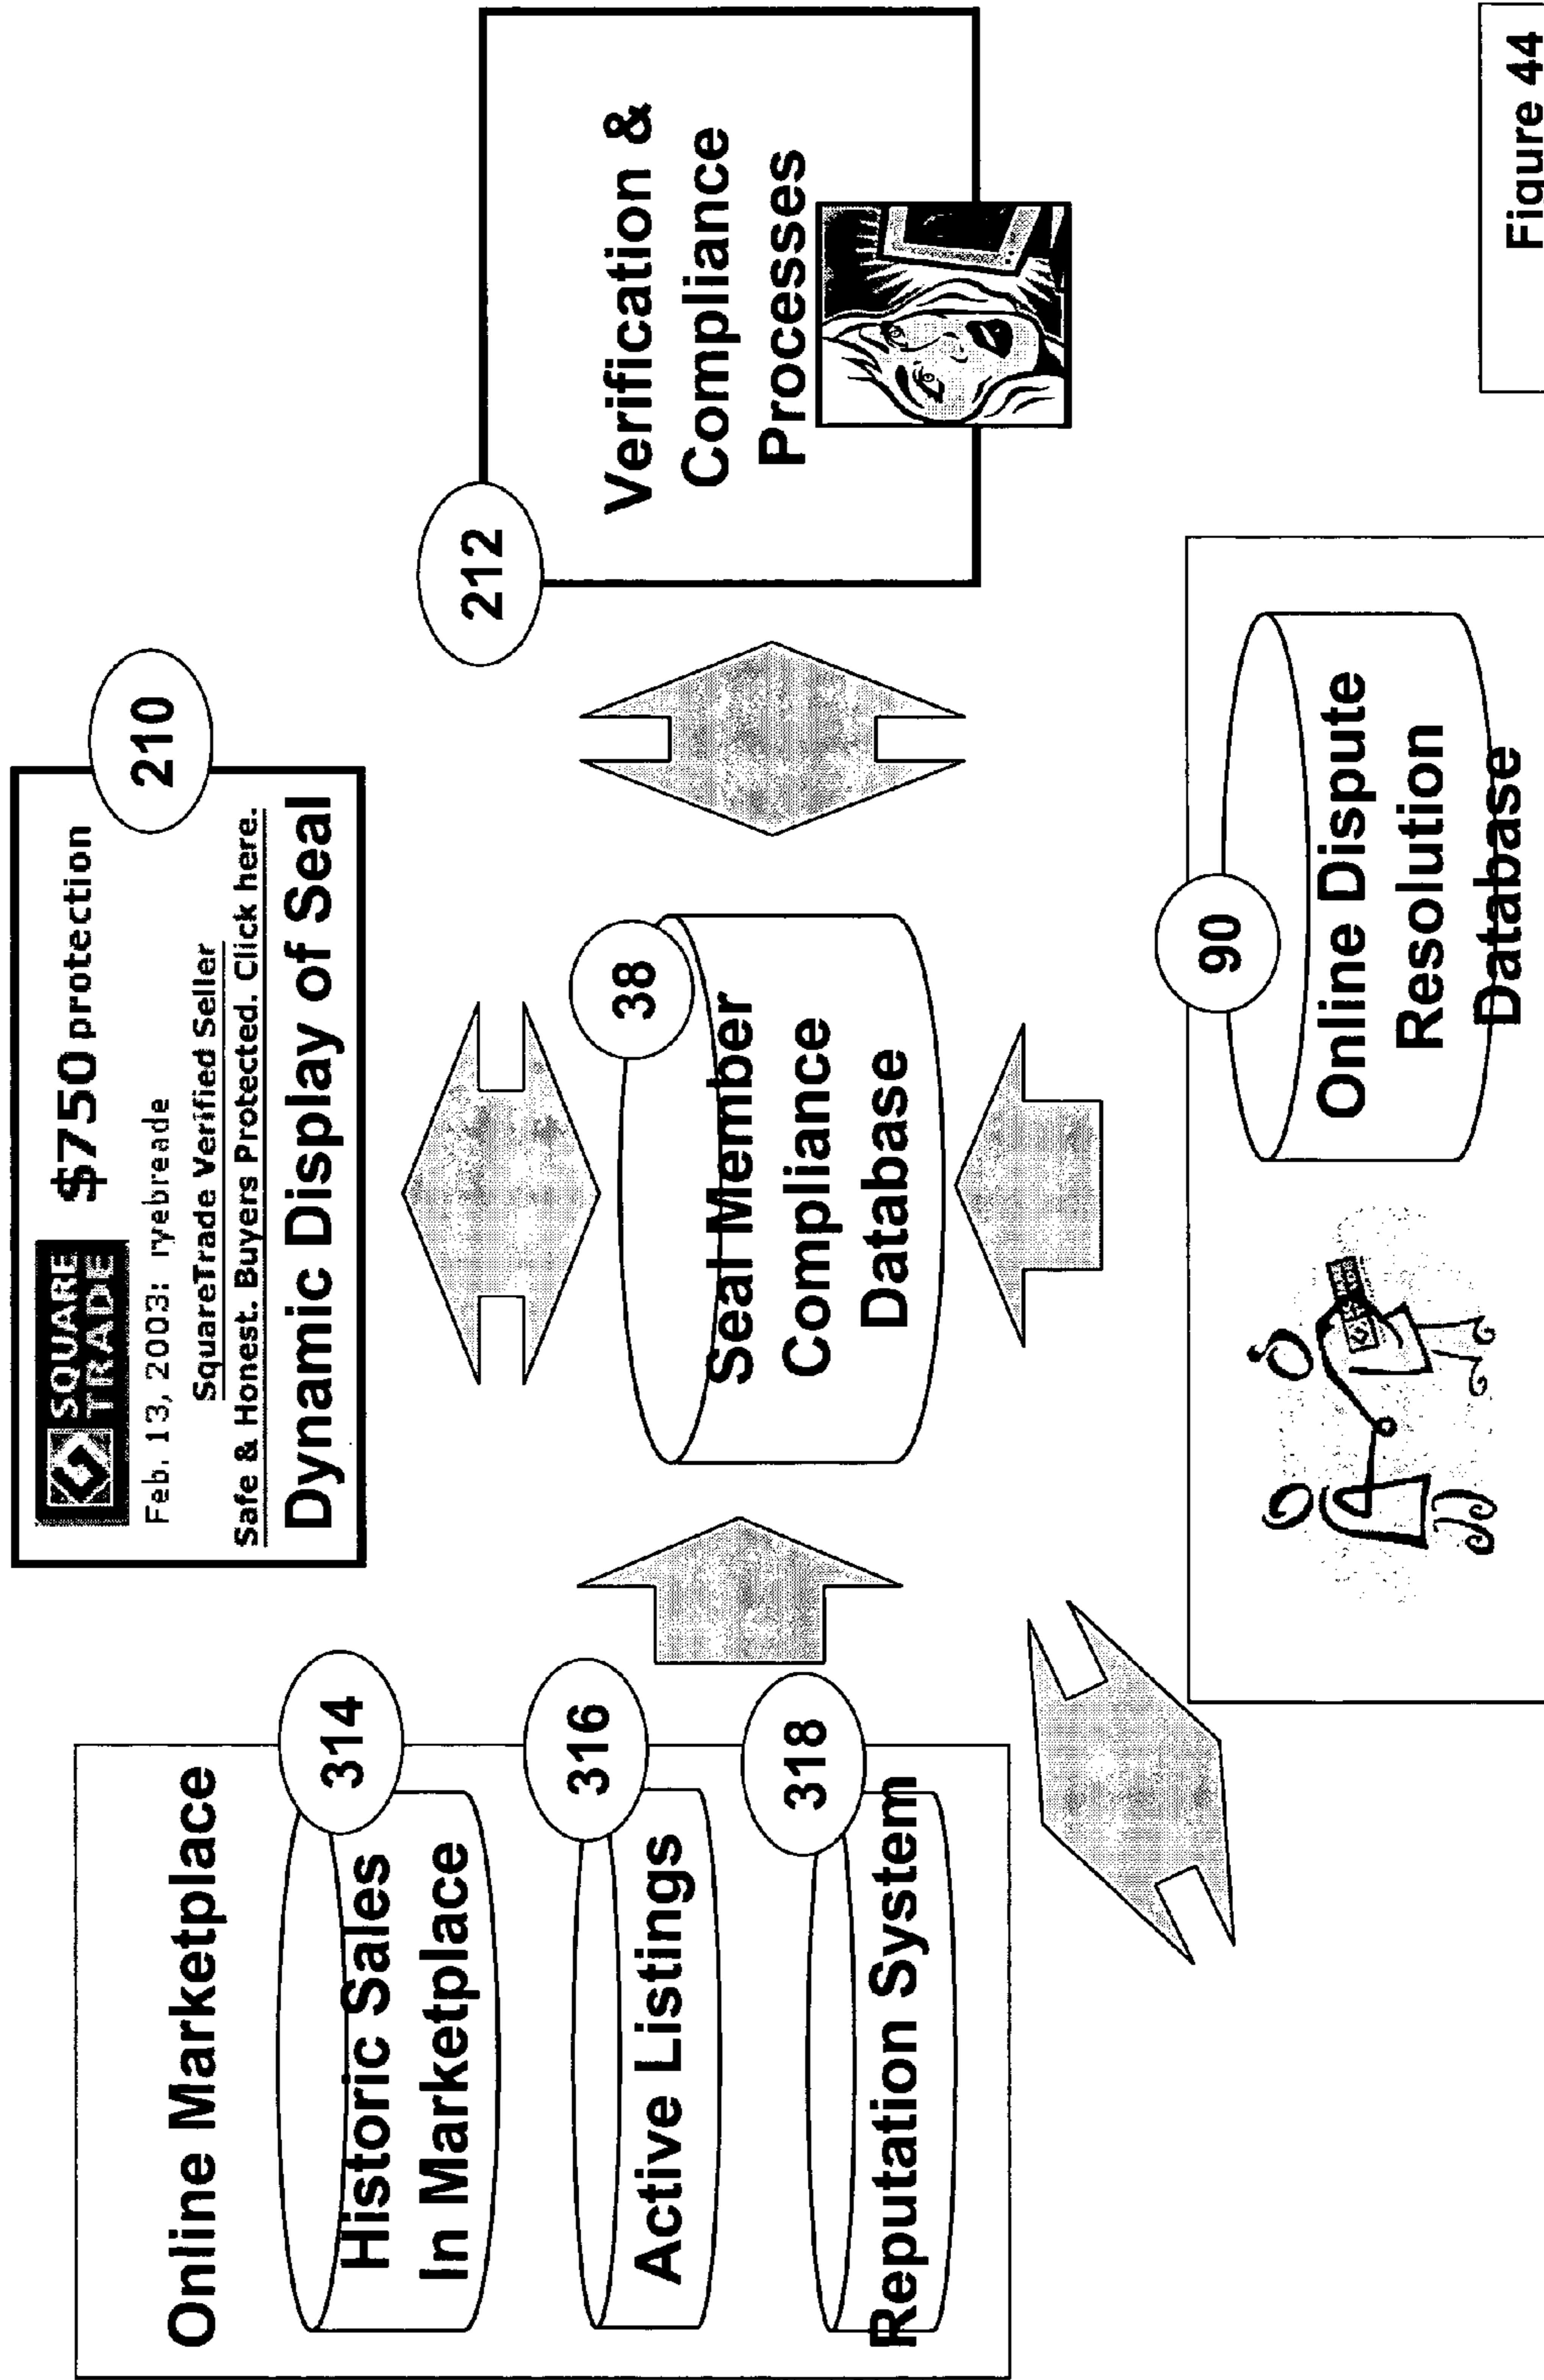 SQUARE
TRADE
$750 protection
Feb. 13, 2003: ryebreade
SquareTrade Verified Seller
Safe & Honest. Buyers Protected. Click here.
Dynamic Display of Seal
210
Online Marketplace
314
Historic Sales
In Marketplace
316
Active Listings
318
Reputation System
38
Seal Member
Compliance
Database
212
Verification &
Compliance
Processes
90
Online Dispute
Resolution
Database
Figure 44